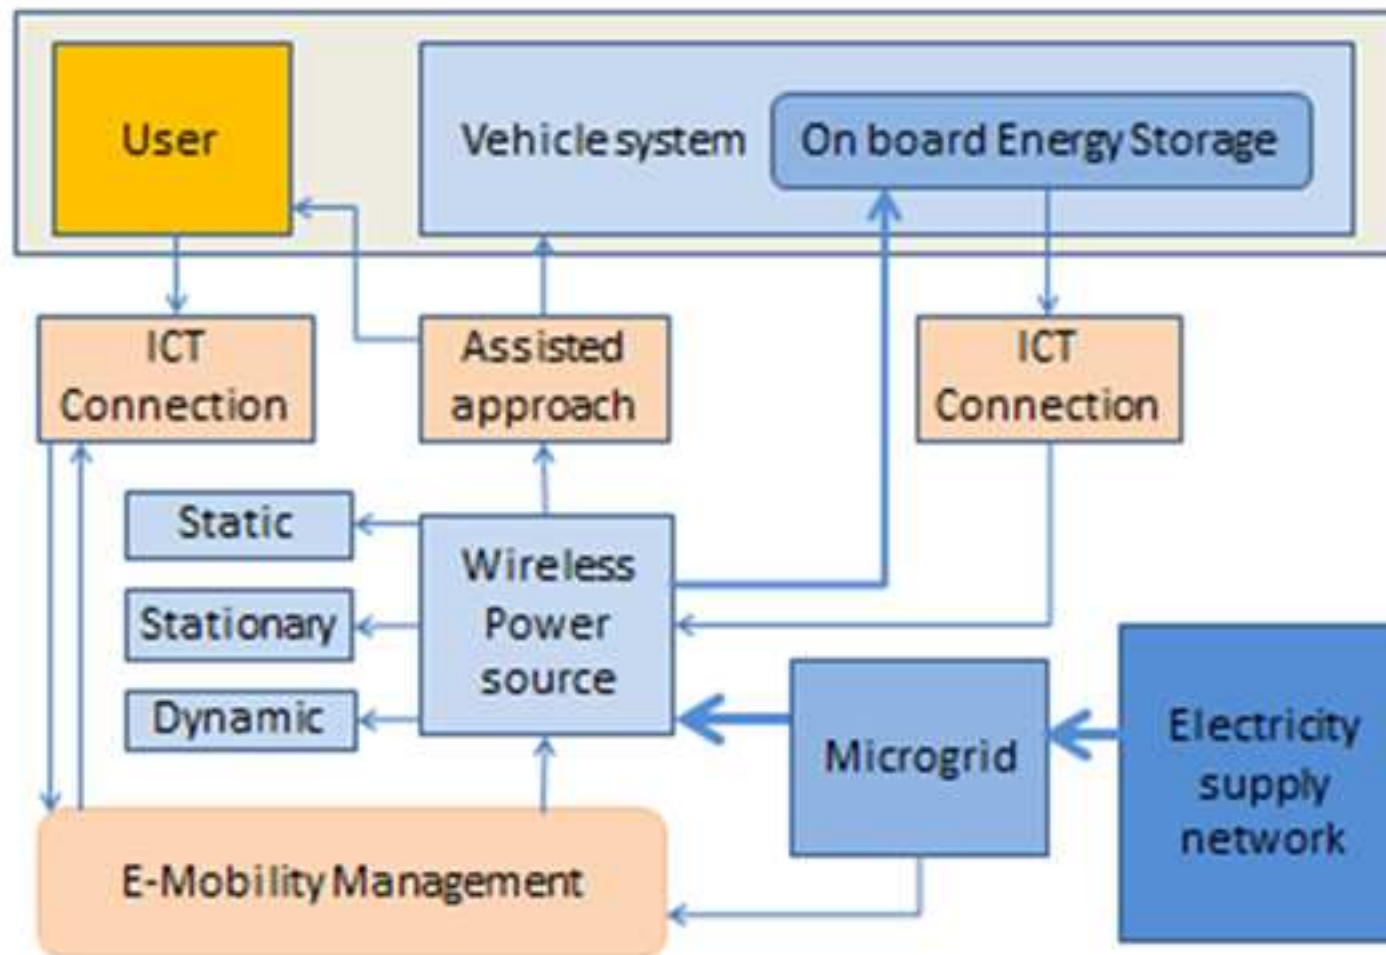 User
Vehicle system
On board Energy Storage
ICT
Connection
Assisted
approach
ICT
Connection
Static
Stationary
Dynamic
Wireless
Power
source
Microgrid
Electricity
supply
network
E-Mobility Management